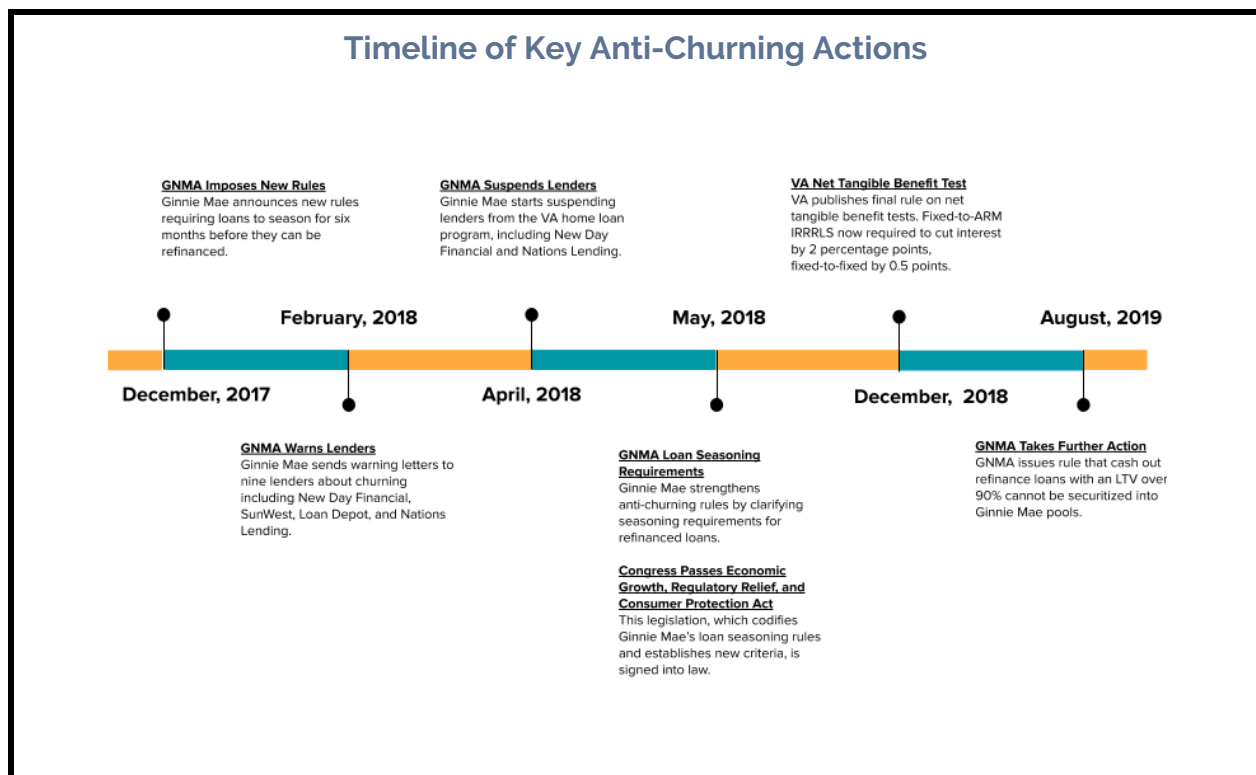 Timeline of Key Anti-Churning Actions
GNMA Imposes New Rules
Ginnie Mae announces new rules
requiring loans to season for six
months before they can be
refinanced.
GNMA Suspends Lenders
Ginnie Mae starts suspending
lenders from the VA home loan
program, including New Day
Financial and Nations Lending.
VA Net Tangible Benefit Test
VA publishes final rule on net
tangible benefit tests. Fixed-to-ARM
IRRRLS now required to cut interest
by 2 percentage points,
fixed-to-fixed by 0.5 points.
February, 2018
May, 2018
August, 2019
December, 2017
April, 2018
December, 2018
GNMA Warns Lenders
Ginnie Mae sends warning letters to
nine lenders about churning
including New Day Financial,
SunWest, Loan Depot, and Nations
Lending.
GNMA Loan Seasoning
Requirements
Ginnie Mae strengthens
anti-churning rules by clarifying
seasoning requirements for
refinanced loans.
Congress Passes Economic
Growth, Regulatory Relief, and
Consumer Protection Act
This legislation, which codifies
Ginnie Mae's loan seasoning rules
and establishes new criteria, is
signed into law.
GNMA Takes Further Action
GNMA issues rule that cash out
refinance loans with an LTV over
90% cannot be securitized into
Ginnie Mae pools.